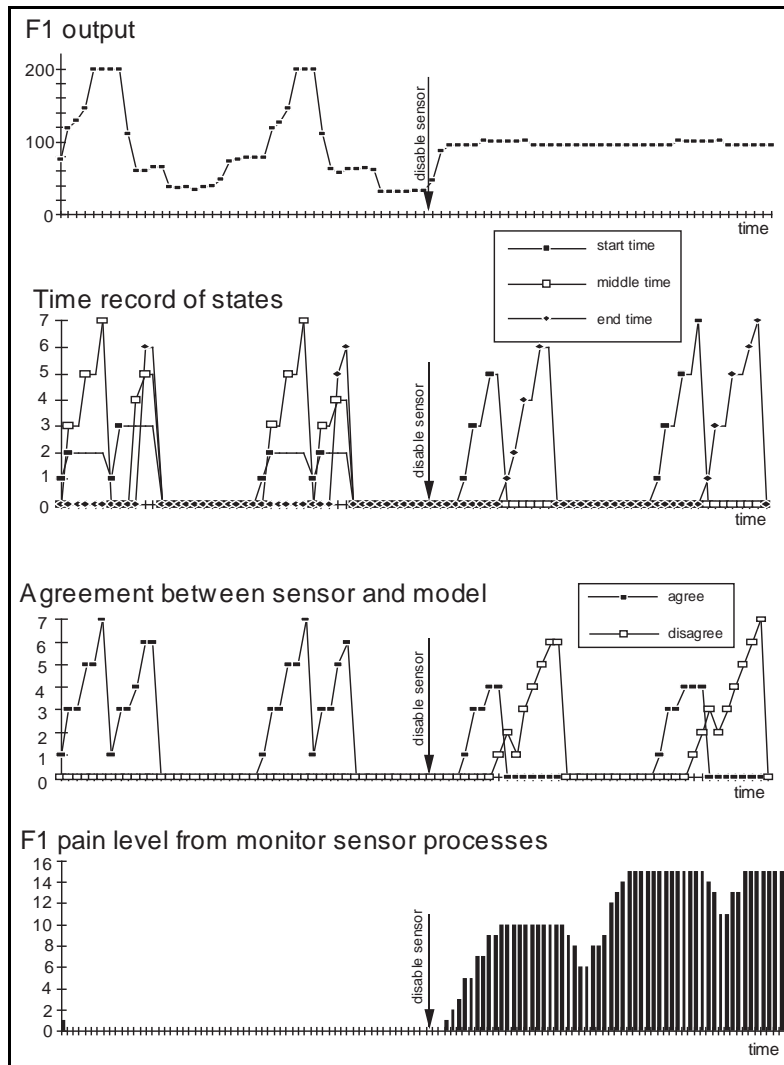 F1 output
200
100
0
disable sensor
time
start time
middle time
end time
Time record of states
7
6
5
4
3
2
1
0
disable sensor
time
Agreement between sensor and model
agree
disagree
7
6
5
4
3
2
1
0
disable sensor
time
F1 pain level from monitor sensor processes
16
14
12
10
8
6
4
2
0
disable sensor
time